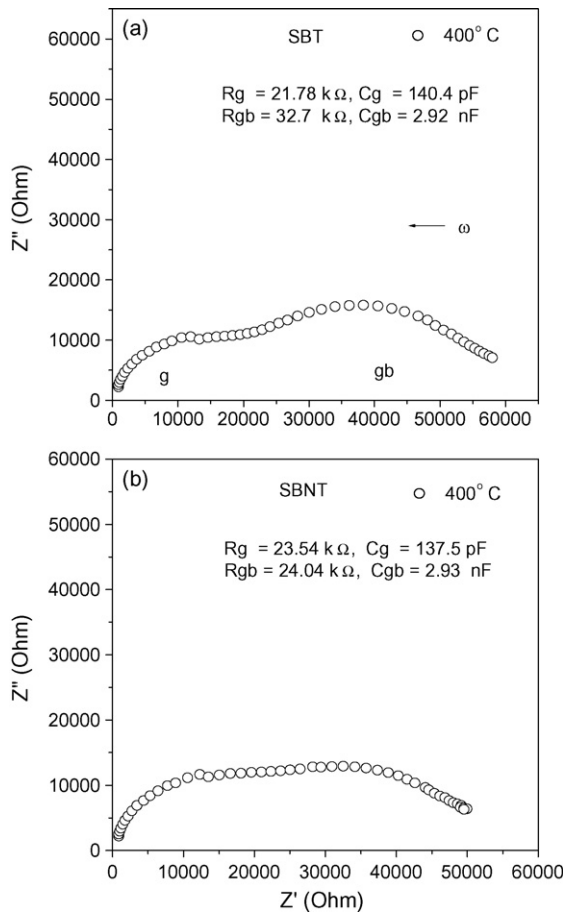 (a)
SBT
400° C
Rg = 21.78 k Ω, Cg = 140.4 pF
Rgb = 32.7 k Ω, Cgb = 2.92 nF
ω
g
gb
Z" (Ohm)
60000
50000
40000
30000
20000
10000
0
0 10000 20000 30000 40000 50000 60000
(b)
SBNT
400° C
Rg = 23.54 k Ω, Cg = 137.5 pF
Rgb = 24.04 k Ω, Cgb = 2.93 nF
Z" (Ohm)
60000
50000
40000
30000
20000
10000
0
0 10000 20000 30000 40000 50000 60000
Z' (Ohm)